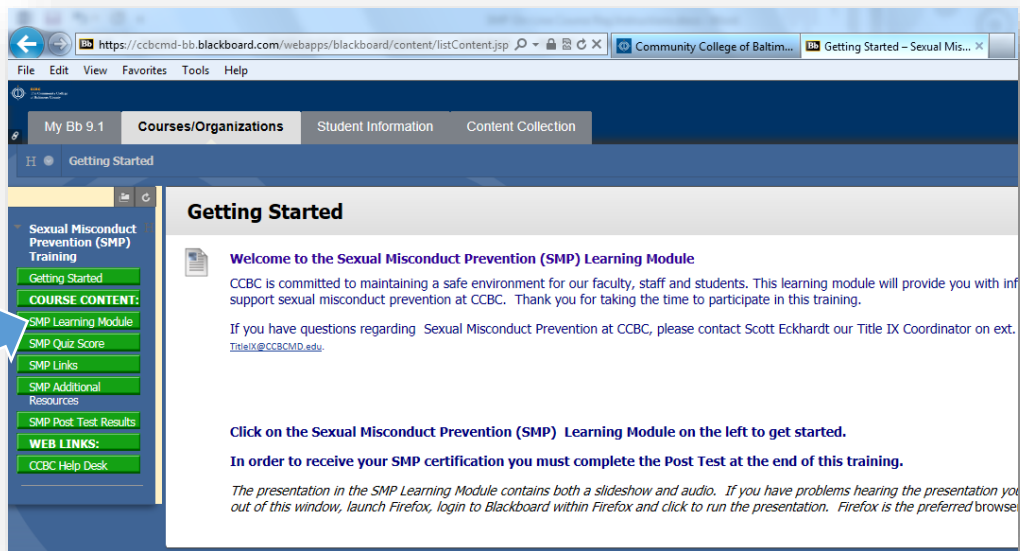 https://ccbcmd-bb.blackboard.com/webapps/blackboard/content/listContent.jsp
Community College of Baltim...
Bb Getting Started – Sexual Mis...
File Edit View Favorites Tools Help
My Bb 9.1 Courses/Organizations Student Information Content Collection
Getting Started
Getting Started
Sexual Misconduct
Prevention (SMP)
Training
Getting Started
COURSE CONTENT:
SMP Learning Module
SMP Quiz Score
SMP Links
SMP Additional
Resources
SMP Post Test Results
WEB LINKS:
CCBC Help Desk
Welcome to the Sexual Misconduct Prevention (SMP) Learning Module
CCBC is committed to maintaining a safe environment for our faculty, staff and students. This learning module will provide you with inf
support sexual misconduct prevention at CCBC. Thank you for taking the time to participate in this training.
If you have questions regarding Sexual Misconduct Prevention at CCBC, please contact Scott Eckhardt our Title IX Coordinator on ext.
TitleIX@CCBCMD.edu.
Click on the Sexual Misconduct Prevention (SMP) Learning Module on the left to get started.
In order to receive your SMP certification you must complete the Post Test at the end of this training.
The presentation in the SMP Learning Module contains both a slideshow and audio. If you have problems hearing the presentation you
out of this window, launch Firefox, login to Blackboard within Firefox and click to run the presentation. Firefox is the preferred browse